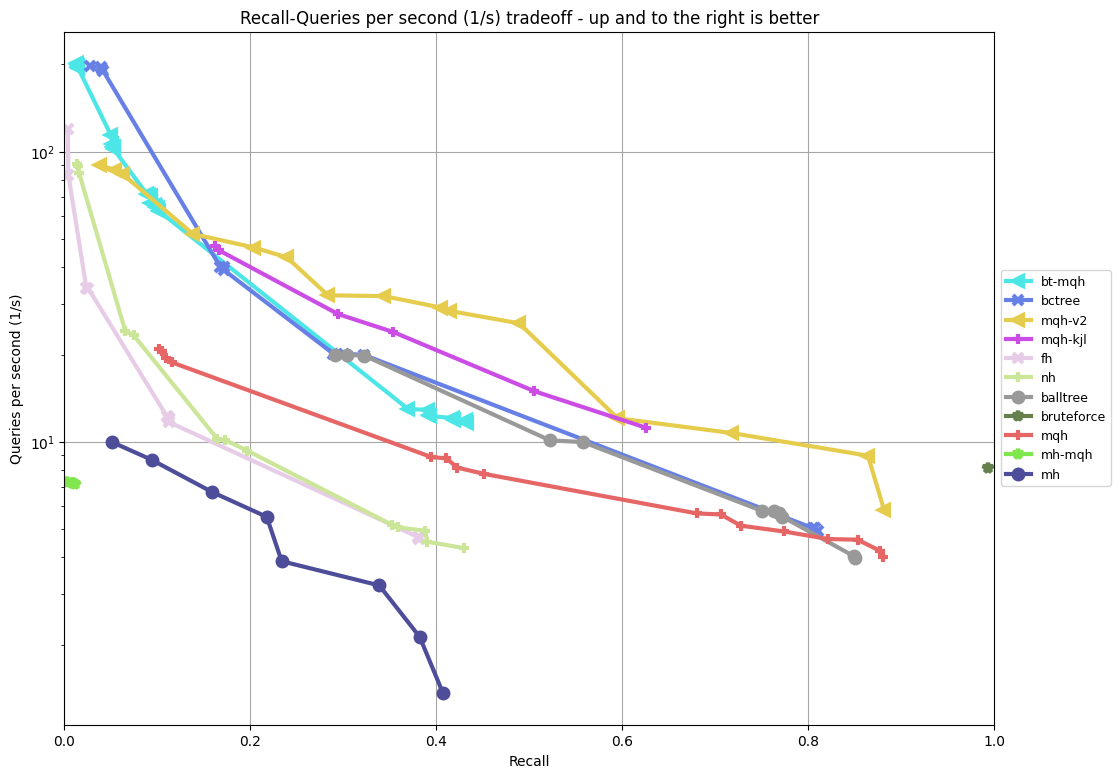 Recall-Queries per second (1/s) tradeoff - up and to the right is better
Queries per second (1/s)
10²
10¹
0.0 0.2 0.4 0.6 0.8 1.0
Recall
bt-mqh
bctree
mqh-v2
mqh-kjl
fh
nh
balltree
bruteforce
mqh
mh-mqh
mh